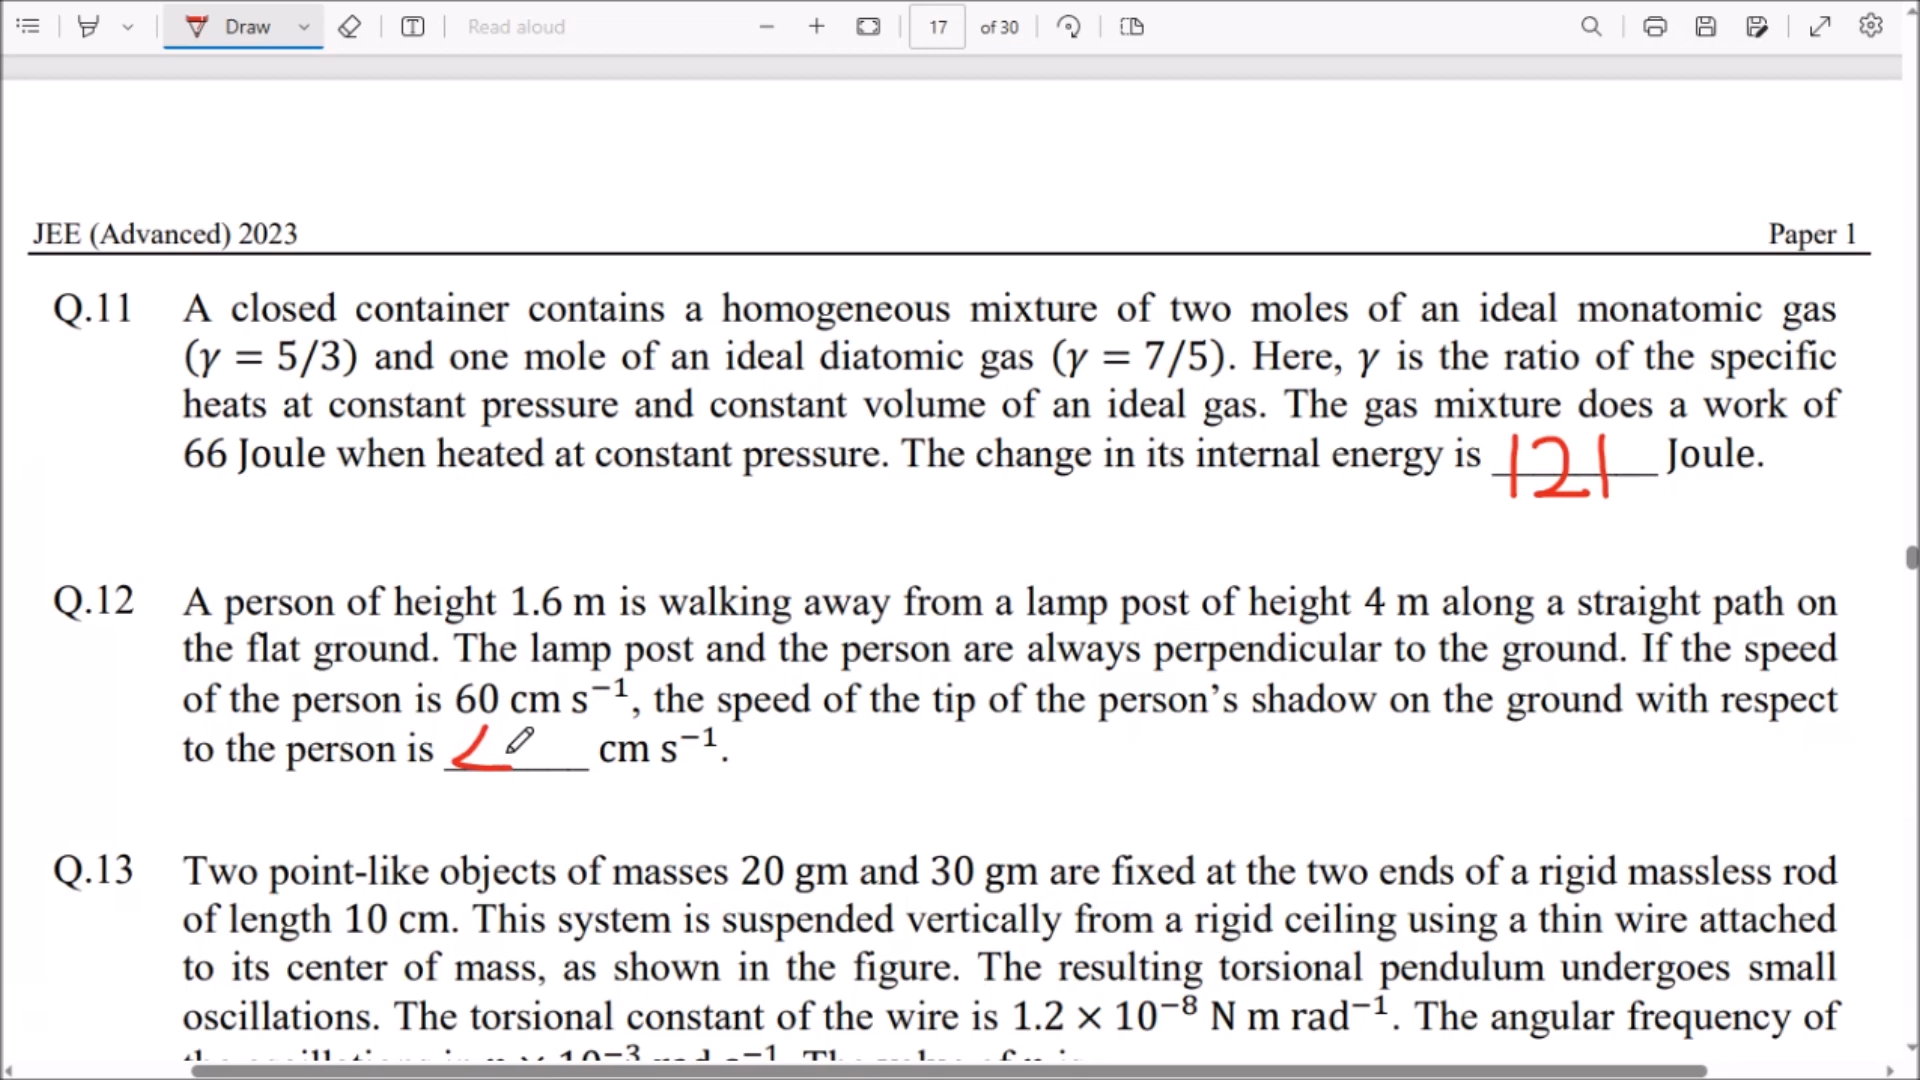 Draw
Read aloud
17 of 30
JEE (Advanced) 2023 Paper 1
Q.11 A closed container contains a homogeneous mixture of two moles of an ideal monatomic gas
(γ = 5/3) and one mole of an ideal diatomic gas (γ = 7/5). Here, γ is the ratio of the specific
heats at constant pressure and constant volume of an ideal gas. The gas mixture does a work of
66 Joule when heated at constant pressure. The change in its internal energy is 121 Joule.
Q.12 A person of height 1.6 m is walking away from a lamp post of height 4 m along a straight path on
the flat ground. The lamp post and the person are always perpendicular to the ground. If the speed
of the person is 60 cm s⁻¹, the speed of the tip of the person’s shadow on the ground with respect
to the person is ______ cm s⁻¹.
Q.13 Two point-like objects of masses 20 gm and 30 gm are fixed at the two ends of a rigid massless rod
of length 10 cm. This system is suspended vertically from a rigid ceiling using a thin wire attached
to its center of mass, as shown in the figure. The resulting torsional pendulum undergoes small
oscillations. The torsional constant of the wire is 1.2 × 10⁻⁸ N m rad⁻¹. The angular frequency of